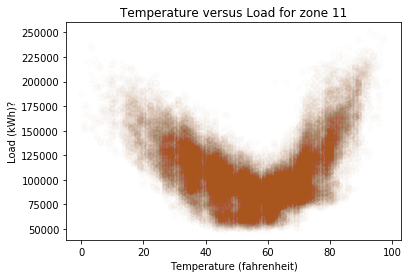 Temperature versus Load for zone 11
Load (kWh)?
250000
225000
200000
175000
150000
125000
100000
75000
50000
0 20 40 60 80 100
Temperature (fahrenheit)